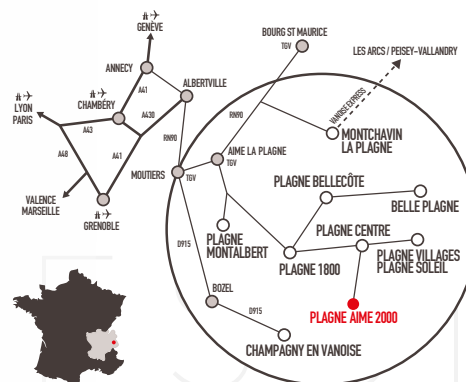 GENÈVE
BOURG ST MAURICE
TGV
LES ARCS / PEISEY-VALLANDRY
ANNECY
A41
ALBERTVILLE
VANOISE EXPRESS
LYON
PARIS
CHAMBÉRY
A430
RN90
A43
MONTCHAVIN
LA PLAGNE
A48
A41
RN90
AIME LA PLAGNE
TGV
MOUTIERS
TGV
VALENCE
MARSEILLE
GRENOBLE
PLAGNE BELLECÔTE
BELLE PLAGNE
PLAGNE
MONTALBERT
PLAGNE CENTRE
PLAGNE VILLAGES
PLAGNE SOLEIL
D915
PLAGNE 1800
BOZEL
D915
PLAGNE AIME 2000
CHAMPAGNY EN VANOISE